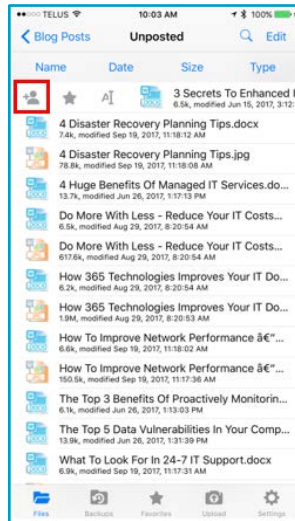 TELUS 10:03 AM 100%
Blog Posts Unposted Edit
Name Date Size Type
AI 3 Secrets To Enhanced I
6.5k, modified Jun 15, 2017, 3:12:
4 Disaster Recovery Planning Tips.docx
7.4k, modified Sep 19, 2017, 11:18:12 AM
4 Disaster Recovery Planning Tips.jpg
78.8k, modified Sep 19, 2017, 11:18:08 AM
4 Huge Benefits Of Managed IT Services.do...
13.7k, modified Jun 26, 2017, 1:17:13 PM
Do More With Less - Reduce Your IT Costs...
6.5k, modified Aug 29, 2017, 8:20:54 AM
Do More With Less - Reduce Your IT Costs...
617.6k, modified Aug 29, 2017, 8:20:54 AM
How 365 Technologies Improves Your IT Do...
6.2k, modified Aug 29, 2017, 8:20:54 AM
How 365 Technologies Improves Your IT Do...
1.9M, modified Aug 29, 2017, 8:20:53 AM
How To Improve Network Performance â€“...
6.6k, modified Sep 19, 2017, 11:18:02 AM
How To Improve Network Performance â€“...
150.5k, modified Sep 19, 2017, 11:17:36 AM
The Top 3 Benefits Of Proactively Monitorin...
6.1k, modified Jun 26, 2017, 1:13:03 PM
The Top 5 Data Vulnerabilities In Your Comp...
13.9k, modified Jun 26, 2017, 1:31:39 PM
What To Look For In 24-7 IT Support.docx
6.9k, modified Sep 19, 2017, 11:17:31 AM
Files Backups Favorites Upload Settings